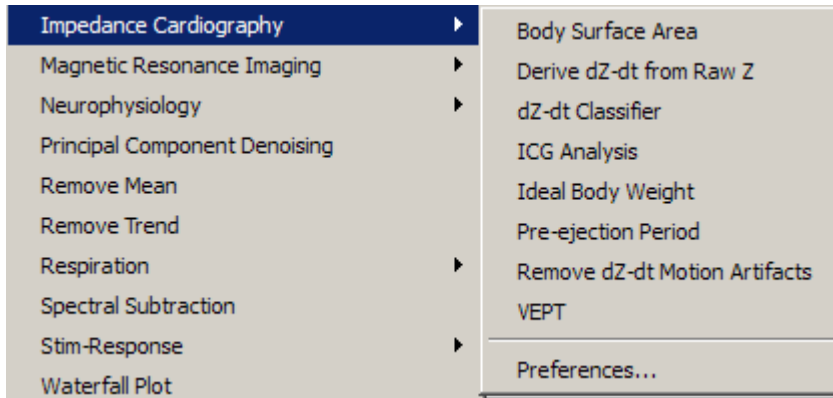 Impedance Cardiography
Magnetic Resonance Imaging
Neurophysiology
Principal Component Denoising
Remove Mean
Remove Trend
Respiration
Spectral Subtraction
Stim-Response
Waterfall Plot
Body Surface Area
Derive dZ-dt from Raw Z
dZ-dt Classifier
ICG Analysis
Ideal Body Weight
Pre-ejection Period
Remove dZ-dt Motion Artifacts
VEPT
Preferences...